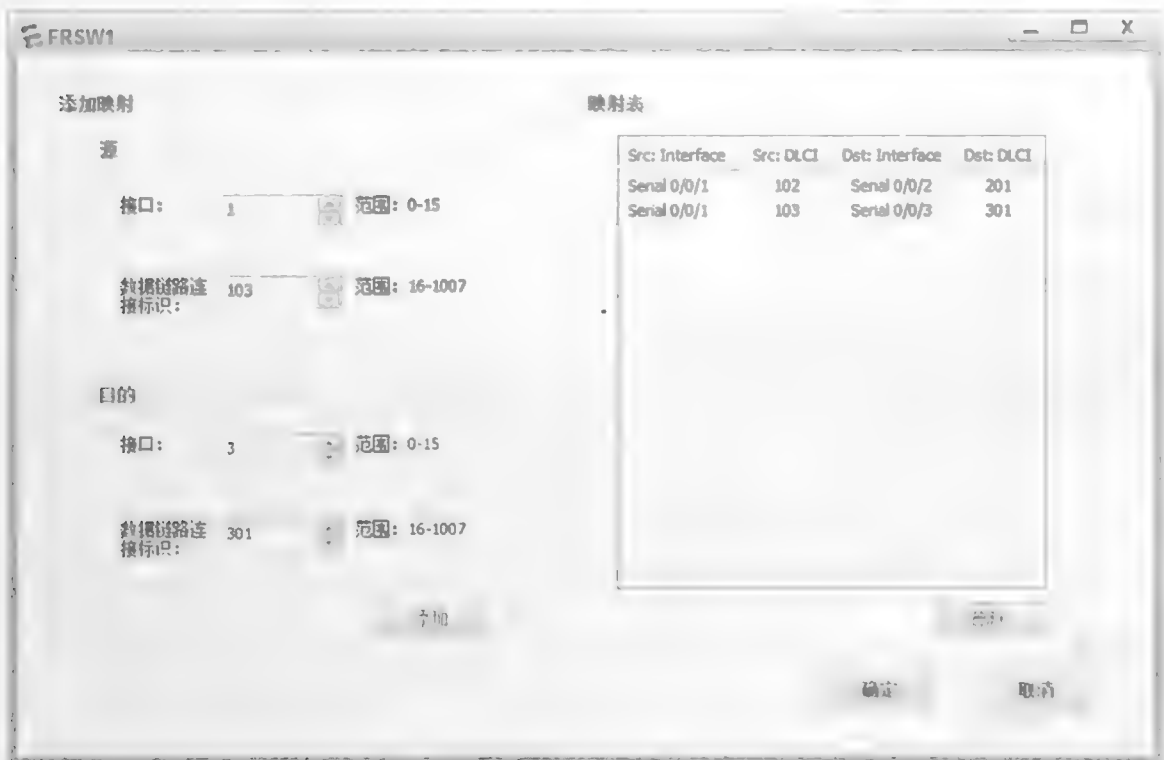 FRSW1
添加映射
源
接口: 1 范围: 0-15
数据链路连
接标识: 103 范围: 16-1007
目的
接口: 3 范围: 0-15
数据链路连
接标识: 301 范围: 16-1007
映射表
Src: Interface Src: DLCI Dst: Interface Dst: DLCI
Serial 0/0/1 102 Serial 0/0/2 201
Serial 0/0/1 103 Serial 0/0/3 301
确定 取消